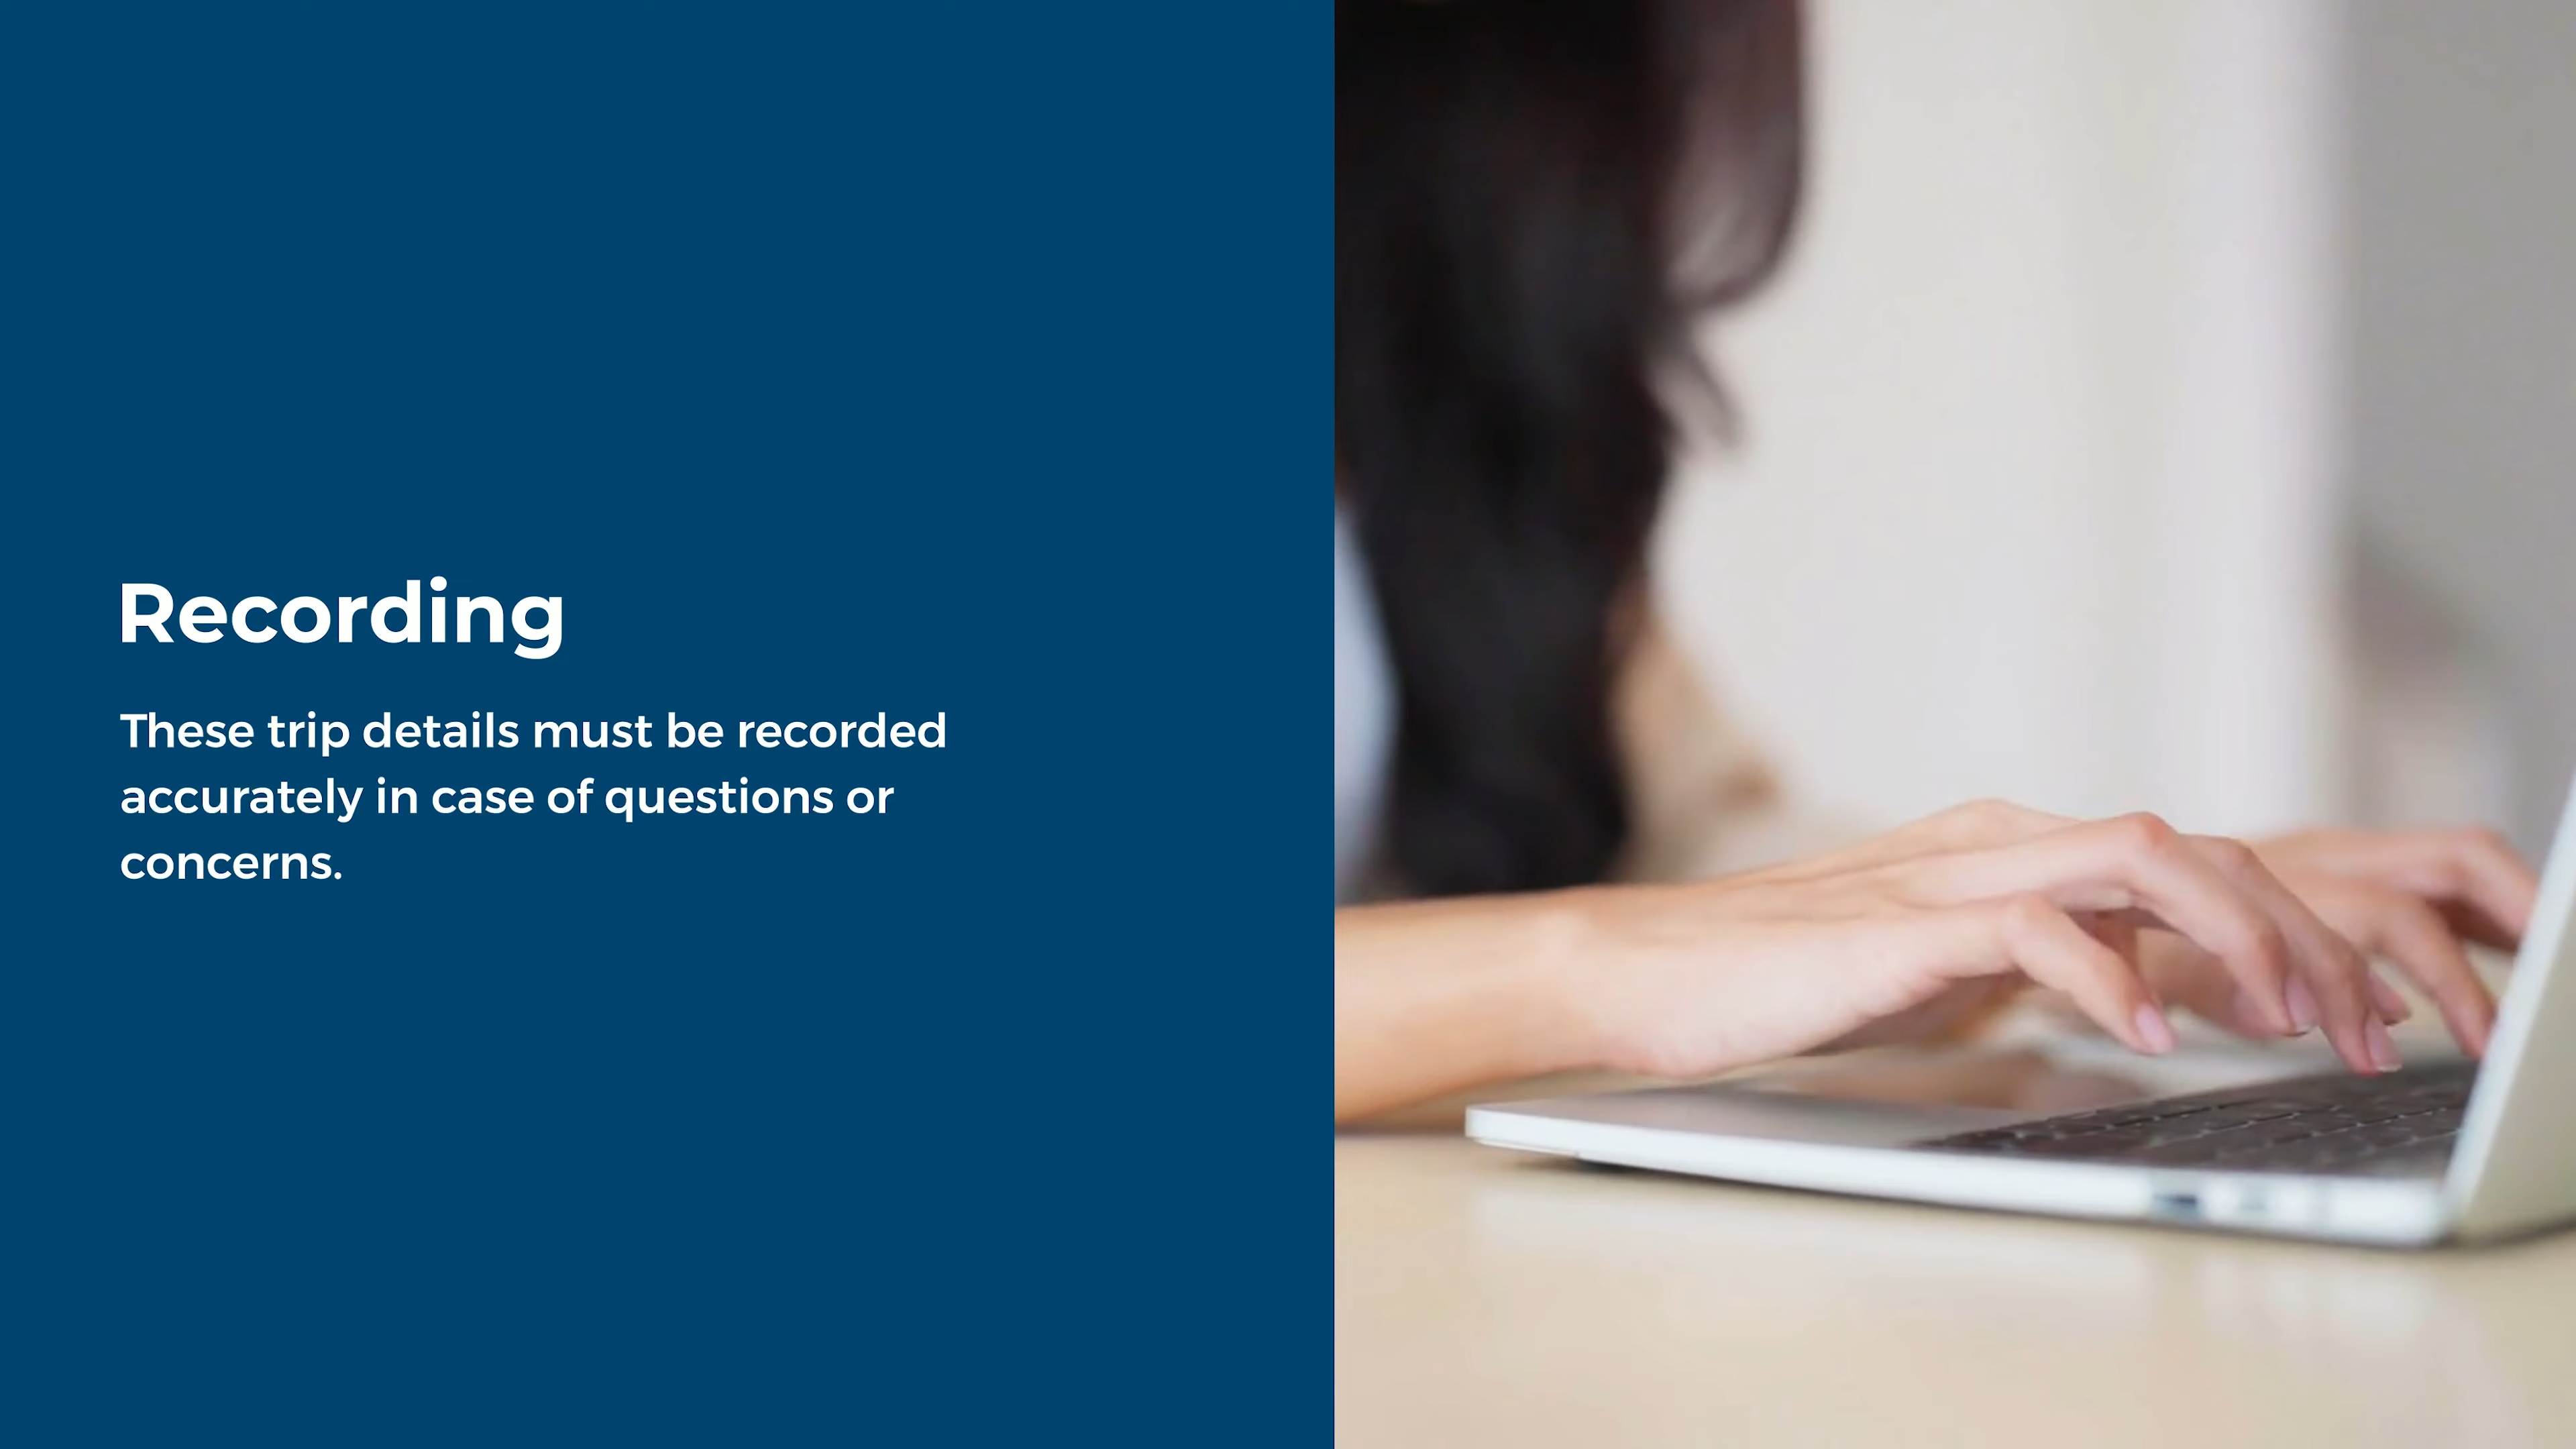 Recording
These trip details must be recorded
accurately in case of questions or
concerns.